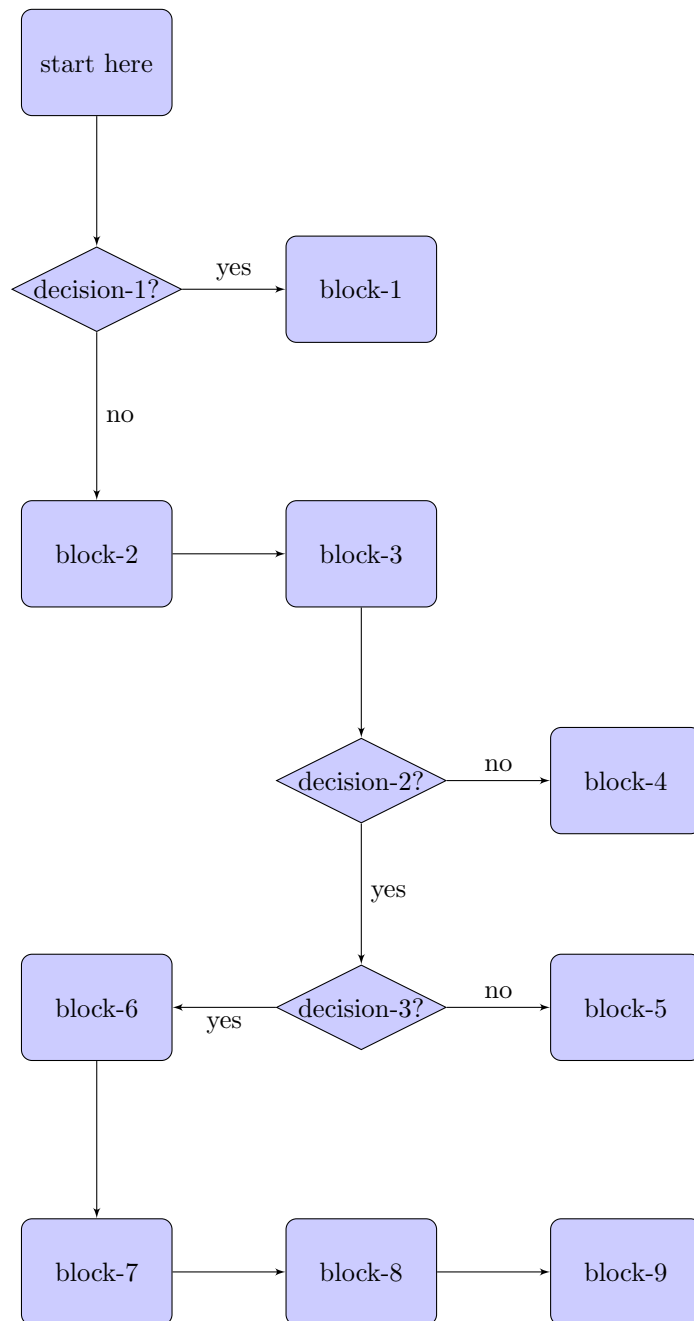 start here
decision-1?
yes
block-1
no
block-2
block-3
decision-2?
no
block-4
yes
block-6
yes
decision-3?
no
block-5
block-7
block-8
block-9